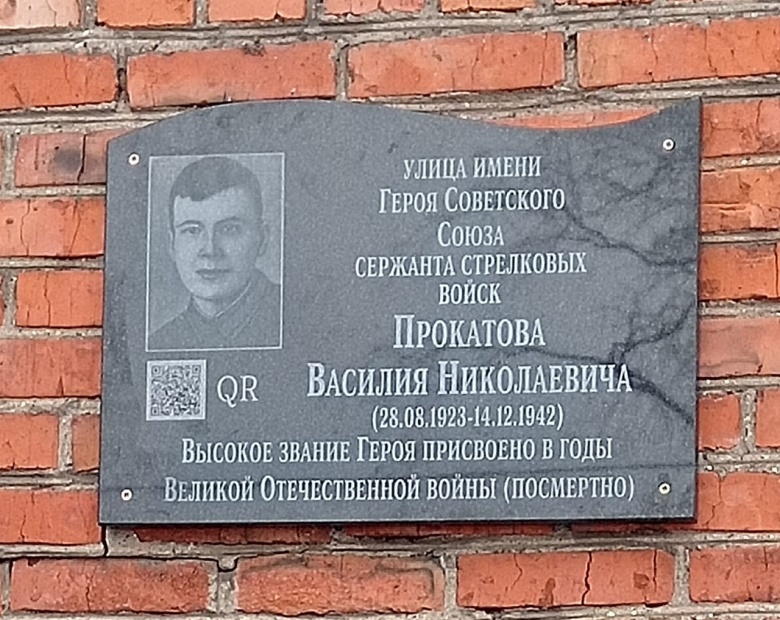 УЛИЦА ИМЕНИ
ГЕРОЯ СОВЕТСКОГО
СОЮЗА
СЕРЖАНТА СТРЕЛКОВЫХ
ВОЙСК
ПРОКАТОВА
ВАСИЛИЯ НИКОЛАЕВИЧА
(28.08.1923-14.12.1942)
ВЫСОКОЕ ЗВАНИЕ ГЕРОЯ ПРИСВОЕНО В ГОДЫ
ВЕЛИКОЙ ОТЕЧЕСТВЕННОЙ ВОЙНЫ (ПОСМЕРТНО)
QR